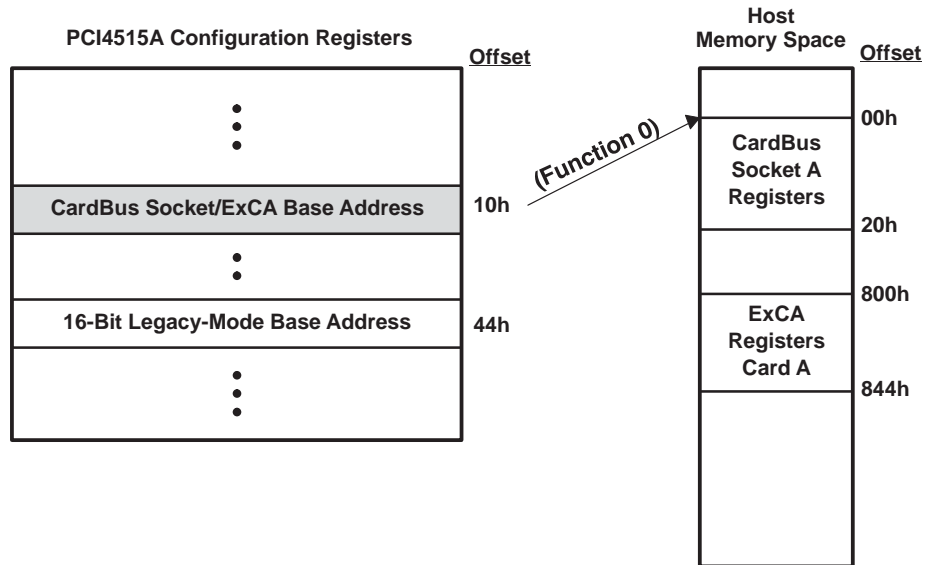 PCI4515A Configuration Registers
Offset
CardBus Socket/ExCA Base Address
10h
16-Bit Legacy-Mode Base Address
44h
(Function 0)
Host
Memory Space
Offset
00h
CardBus
Socket A
Registers
20h
800h
ExCA
Registers
Card A
844h